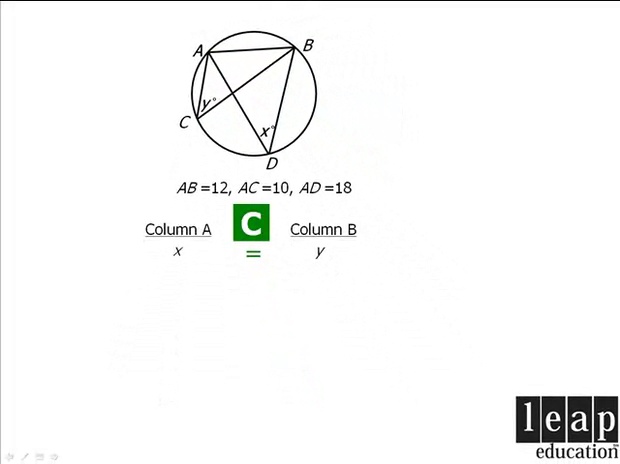 A
B
y°
C
x°
D
AB =12, AC =10, AD =18
Column A C Column B
x = y
leap
education™